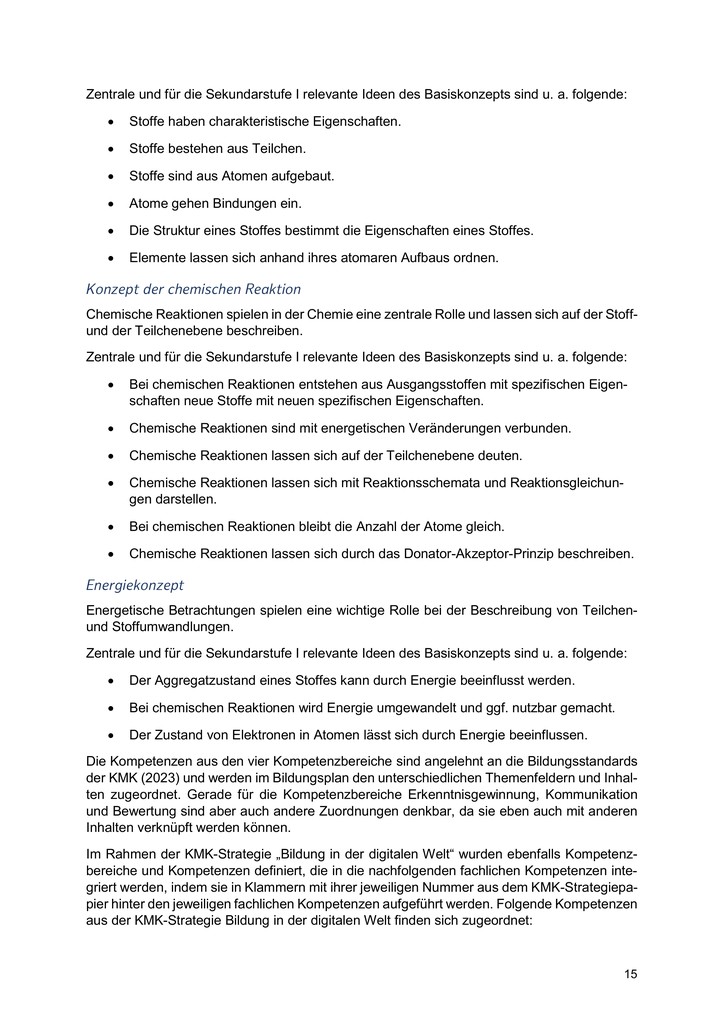 Zentrale und für die Sekundarstufe I relevante Ideen des Basiskonzepts sind u. a. folgende:
• Stoffe haben charakteristische Eigenschaften.
• Stoffe bestehen aus Teilchen.
• Stoffe sind aus Atomen aufgebaut.
• Atome gehen Bindungen ein.
• Die Struktur eines Stoffes bestimmt die Eigenschaften eines Stoffes.
• Elemente lassen sich anhand ihres atomaren Aufbaus ordnen.
Konzept der chemischen Reaktion
Chemische Reaktionen spielen in der Chemie eine zentrale Rolle und lassen sich auf der Stoff-
und der Teilchenebene beschreiben.
Zentrale und für die Sekundarstufe I relevante Ideen des Basiskonzepts sind u. a. folgende:
• Bei chemischen Reaktionen entstehen aus Ausgangsstoffen mit spezifischen Eigen-
schaften neue Stoffe mit neuen spezifischen Eigenschaften.
• Chemische Reaktionen sind mit energetischen Veränderungen verbunden.
• Chemische Reaktionen lassen sich auf der Teilchenebene deuten.
• Chemische Reaktionen lassen sich mit Reaktionsschemata und Reaktionsgleichun-
gen darstellen.
• Bei chemischen Reaktionen bleibt die Anzahl der Atome gleich.
• Chemische Reaktionen lassen sich durch das Donator-Akzeptor-Prinzip beschreiben.
Energiekonzept
Energetische Betrachtungen spielen eine wichtige Rolle bei der Beschreibung von Teilchen-
und Stoffumwandlungen.
Zentrale und für die Sekundarstufe I relevante Ideen des Basiskonzepts sind u. a. folgende:
• Der Aggregatzustand eines Stoffes kann durch Energie beeinflusst werden.
• Bei chemischen Reaktionen wird Energie umgewandelt und ggf. nutzbar gemacht.
• Der Zustand von Elektronen in Atomen lässt sich durch Energie beeinflussen.
Die Kompetenzen aus den vier Kompetenzbereiche sind angelehnt an die Bildungsstandards
der KMK (2023) und werden im Bildungsplan den unterschiedlichen Themenfeldern und Inhal-
ten zugeordnet. Gerade für die Kompetenzbereiche Erkenntnisgewinnung, Kommunikation
und Bewertung sind aber auch andere Zuordnungen denkbar, da sie eben auch mit anderen
Inhalten verknüpft werden können.
Im Rahmen der KMK-Strategie „Bildung in der digitalen Welt“ wurden ebenfalls Kompetenz-
bereiche und Kompetenzen definiert, die in die nachfolgenden fachlichen Kompetenzen inte-
griert werden, indem sie in Klammern mit ihrer jeweiligen Nummer aus dem KMK-Strategiepa-
pier hinter den jeweiligen fachlichen Kompetenzen aufgeführt werden. Folgende Kompetenzen
aus der KMK-Strategie Bildung in der digitalen Welt finden sich zugeordnet:
15